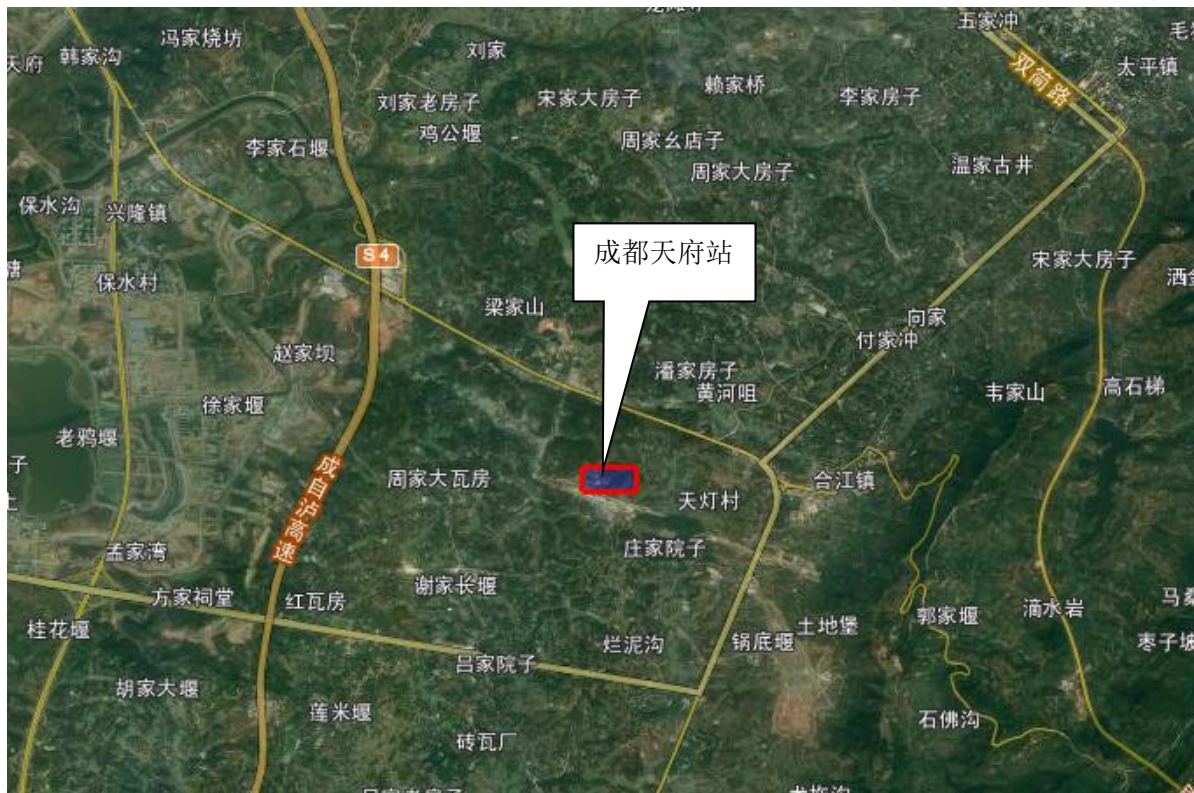 五家冲
冯家烧坊
韩家沟
天府
刘家
双简路
太平镇
赖家桥
宋家大房子
李家房子
刘家老房子
鸡公堰
周家幺店子
李家石堰
温家古井
周家大房子
保水沟
兴隆镇
成都天府站
S4
宋家大房子
保水村
梁家山
向家
付家冲
赵家坝
潘家房子
黄河咀
韦家山
高石梯
徐家堰
老鸦堰
成自泸高速
周家大瓦房
合江镇
天灯村
庄家院子
孟家湾
谢家长堰
方家祠堂
红瓦房
滴水岩
郭家堰
土地堡
桂花堰
烂泥沟
锅底堰
枣子坡
吕家院子
胡家大堰
莲米堰
石佛沟
砖瓦厂